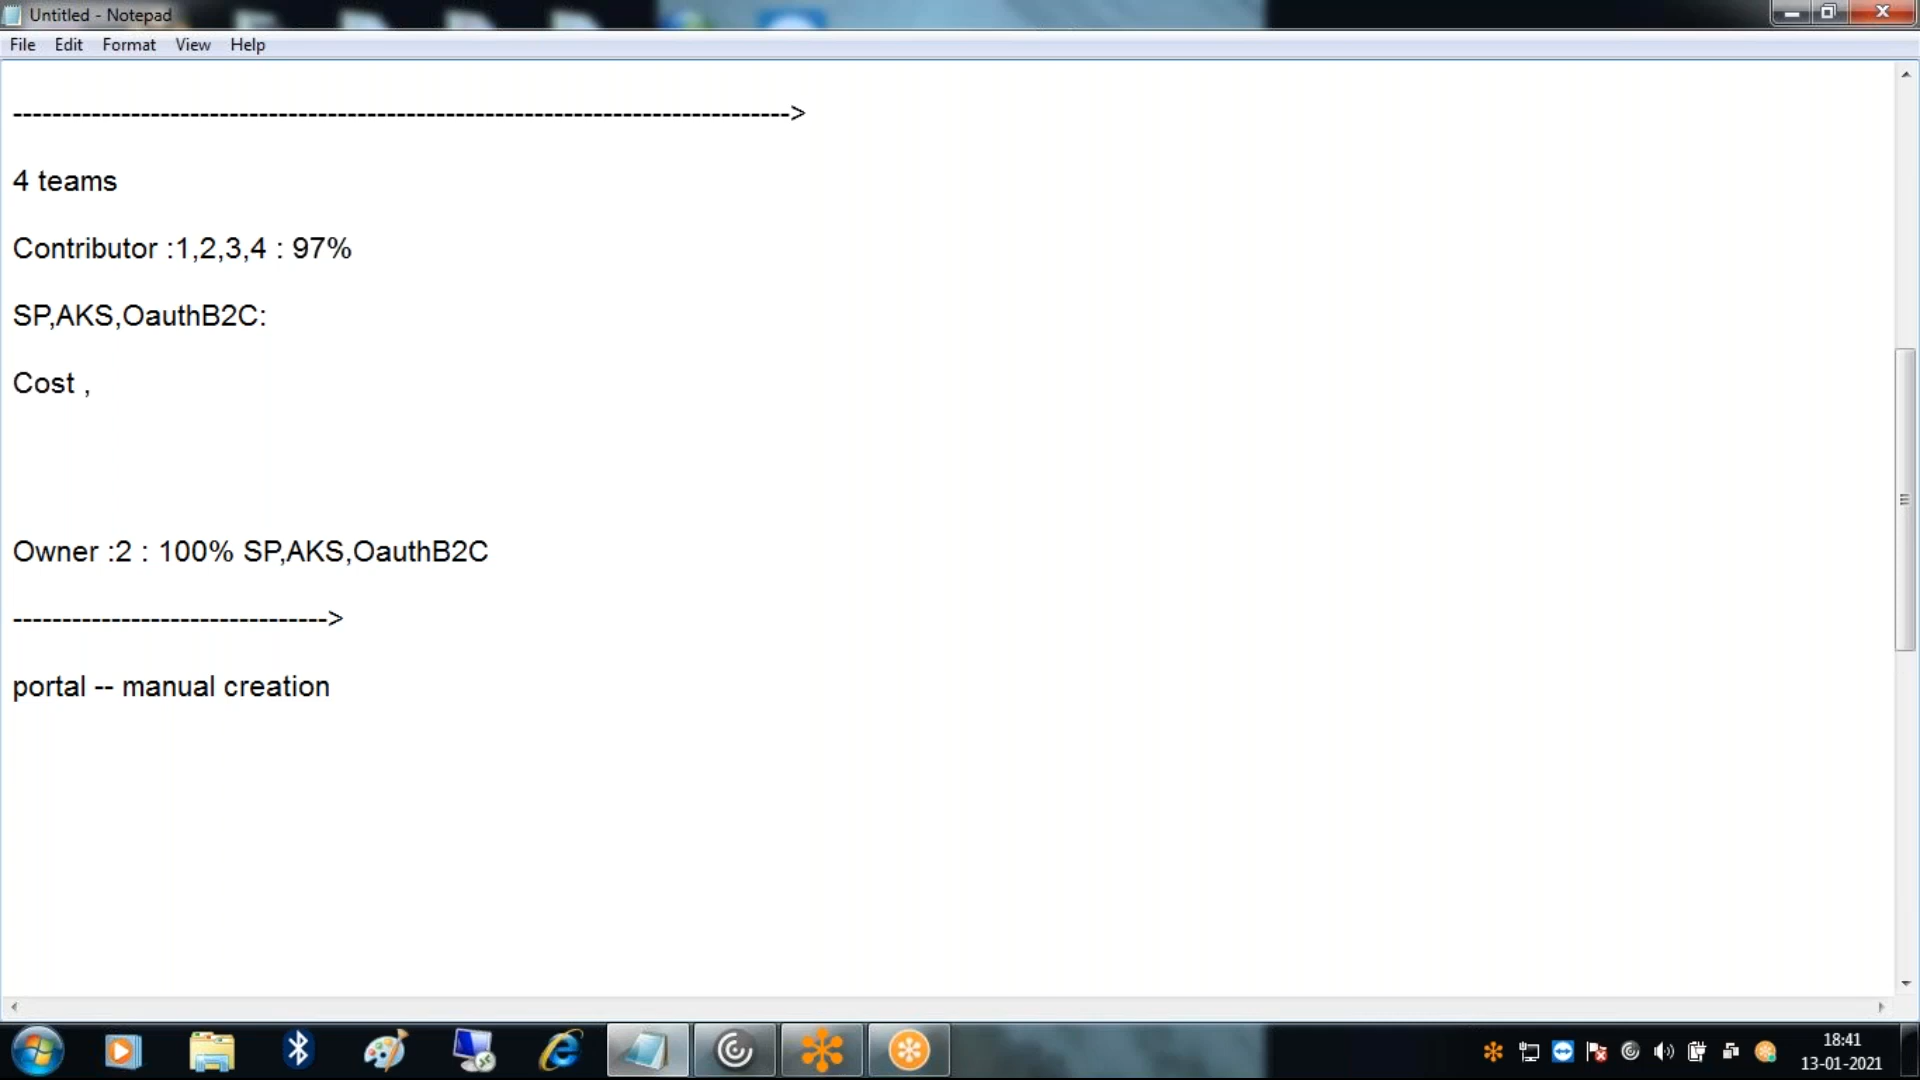 Untitled - Notepad
File Edit Format View Help
------------------------------------------------------------------------------->
4 teams
Contributor :1,2,3,4 : 97%
SP,AKS,OauthB2C:
Cost ,
Owner :2 : 100% SP,AKS,OauthB2C
-------------------------------->
portal -- manual creation
18:41
13-01-2021